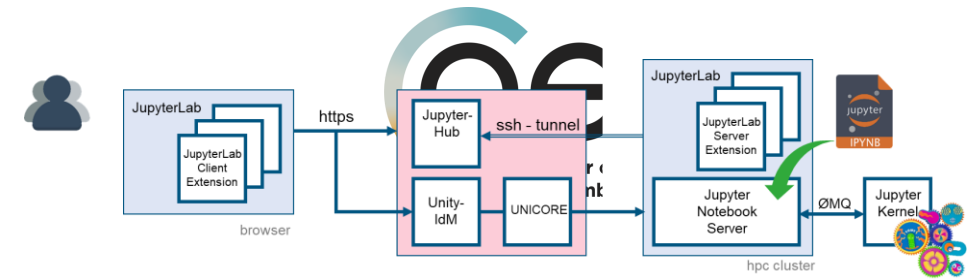 JupyterLab
JupyterLab
Client
Extension
browser
https
Jupyter-
Hub
ssh - tunnel
Unity-
IdM
UNICORE
JupyterLab
JupyterLab
Server
Extension
Jupyter
Notebook
Server
hpc cluster
jupyter
IPYNB
ØMQ
Jupyter
Kernel